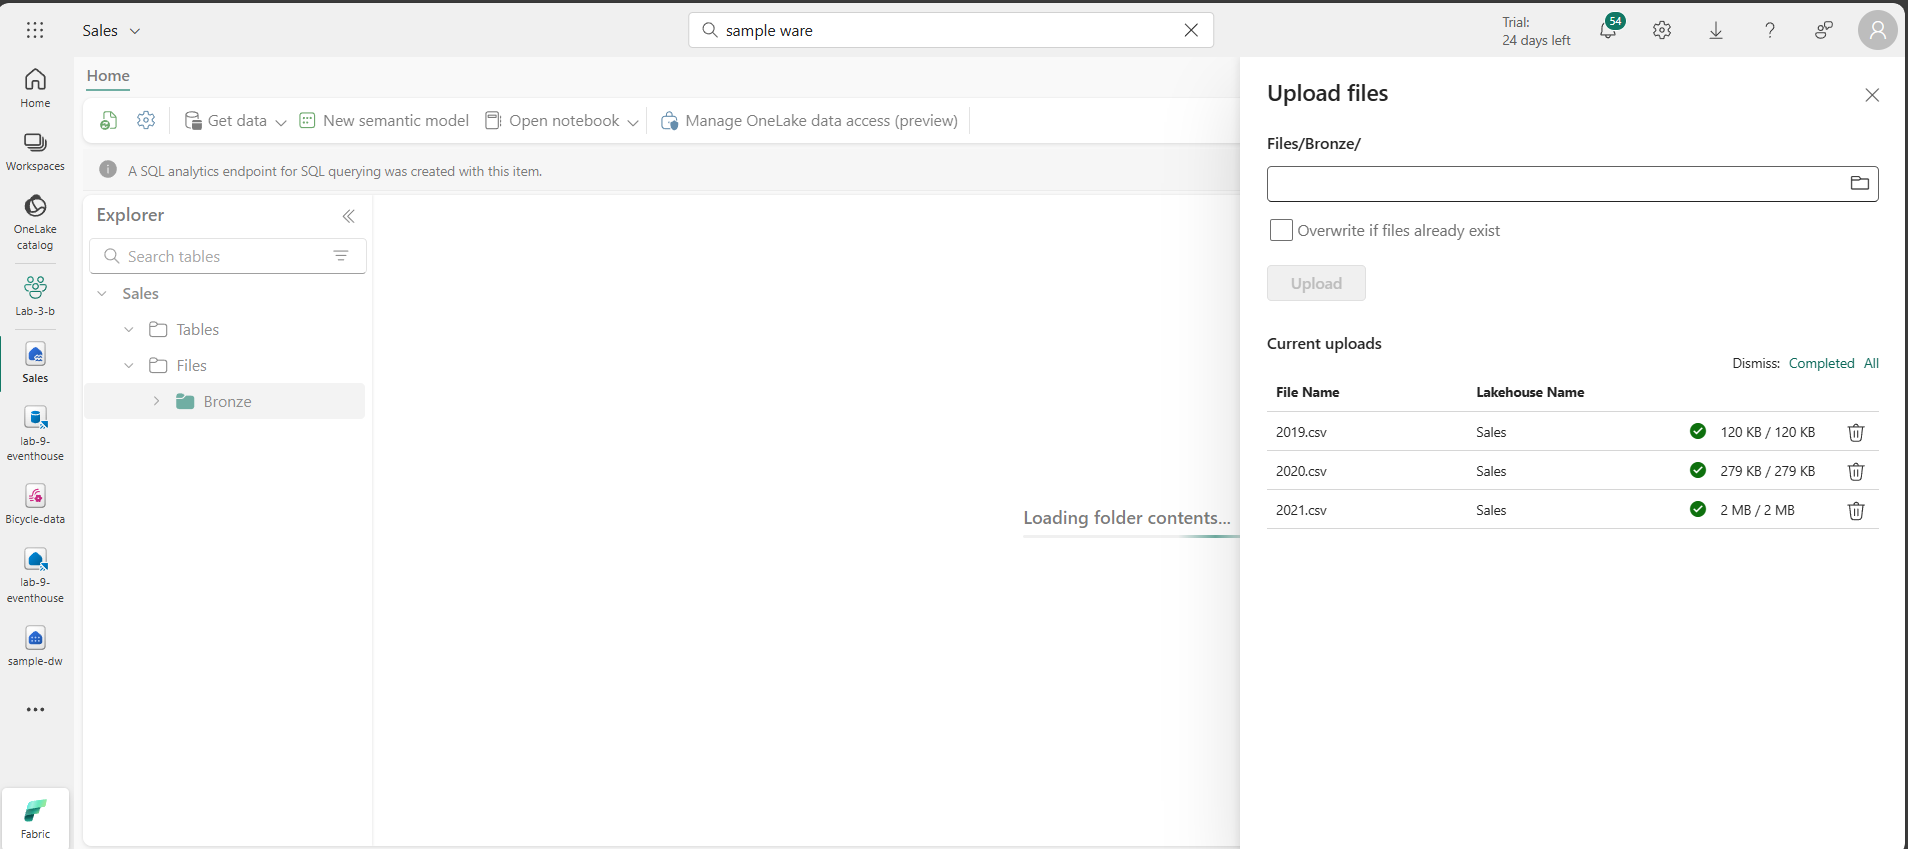 Sales
sample ware
Trial:
24 days left
54
Home
Workspaces
OneLake
catalog
Lab-3-b
Sales
lab-9-
eventhouse
Bicycle-data
lab-9-
eventhouse
sample-dw
Fabric
Home
Get data
New semantic model
Open notebook
Manage OneLake data access (preview)
A SQL analytics endpoint for SQL querying was created with this item.
Explorer
Search tables
Sales
Tables
Files
Bronze
Loading folder contents...
Upload files
Files/Bronze/
Overwrite if files already exist
Upload
Current uploads
Dismiss: Completed All
File Name Lakehouse Name
2019.csv Sales 120 KB / 120 KB
2020.csv Sales 279 KB / 279 KB
2021.csv Sales 2 MB / 2 MB